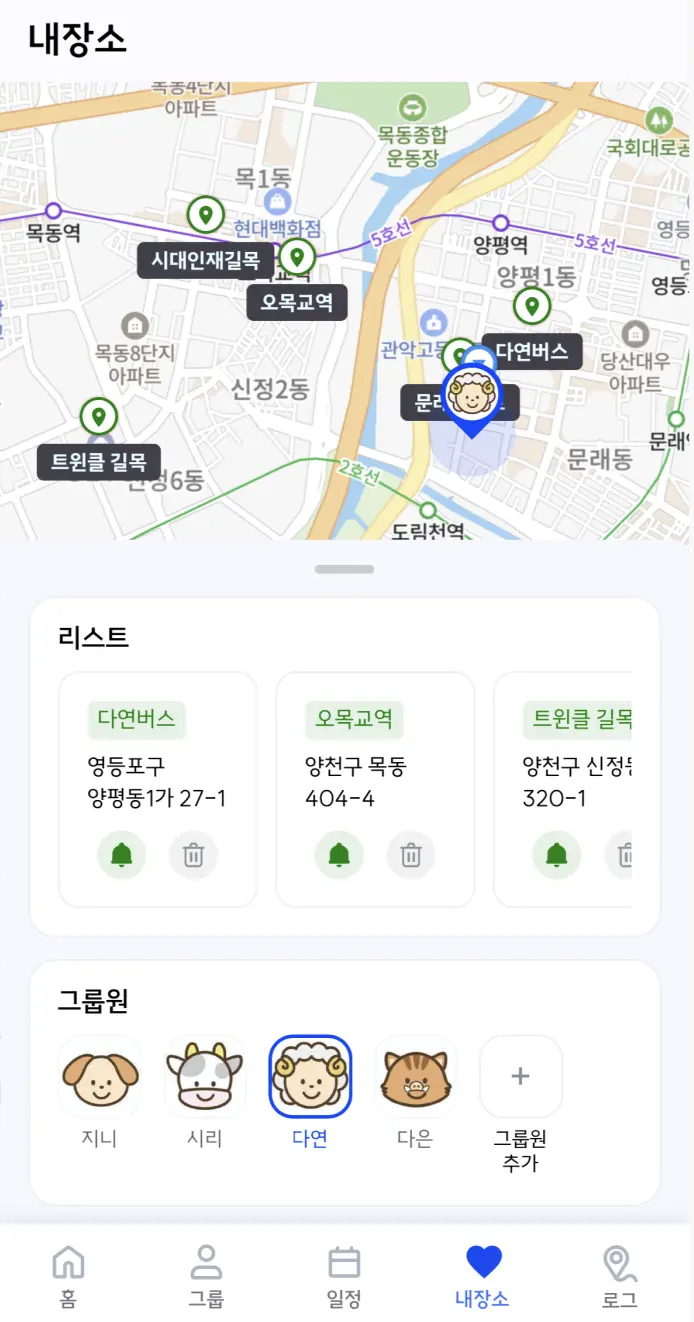 내장소
목동4단지
아파트
목동종합
운동장
국회대로공
목1동
현대백화점
목동역
5호선
양평역
5호선
영등
시대인재길목
양평1동
영등
오목교역
목동8단지
아파트
관악고등
다연버스
당산대우
아파트
신정2동
문래
트윈클 길목
신정6동
문래동
2호선
도림천역
리스트
다연버스
영등포구
양평동1가 27-1
오목교역
양천구 목동
404-4
트윈클 길목
양천구 신정동
320-1
그룹원
지니
시리
다연
다은
그룹원
추가
홈
그룹
일정
내장소
로그